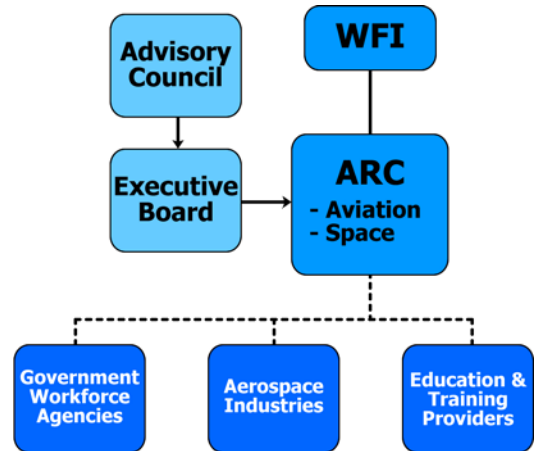 Advisory
Council
WFI
Executive
Board
ARC
- Aviation
- Space
Government
Workforce
Agencies
Aerospace
Industries
Education &
Training
Providers